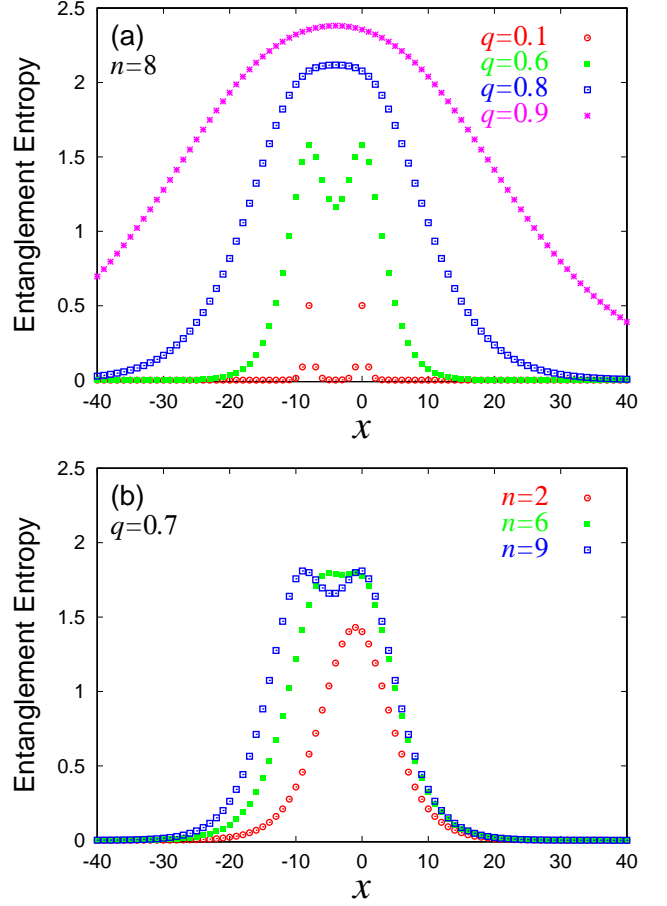 (a)
n=8
q=0.1
q=0.6
q=0.8
q=0.9
Entanglement Entropy
2.5
2
1.5
1
0.5
0
-40 -30 -20 -10 0 10 20 30 40
x
(b)
q=0.7
n=2
n=6
n=9
Entanglement Entropy
2.5
2
1.5
1
0.5
0
-40 -30 -20 -10 0 10 20 30 40
x